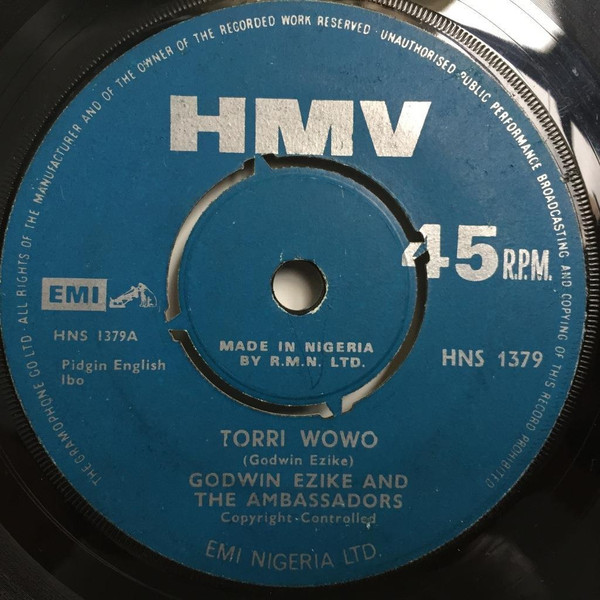 THE GRAMOPHONE CO LTD · ALL RIGHTS OF THE MANUFACTURER AND OF THE OWNER OF THE RECORDED WORK RESERVED · UNAUTHORISED PUBLIC PERFORMANCE BROADCASTING AND COPYING OF THIS RECORD PROHIBITED
HMV
45 R.P.M.
EMI
HNS 1379A
Pidgin English
Ibo
MADE IN NIGERIA
BY R.M.N. LTD.
HNS 1379
TORRI WOWO
(Godwin Ezike)
GODWIN EZIKE AND
THE AMBASSADORS
Copyright Controlled
EMI NIGERIA LTD.